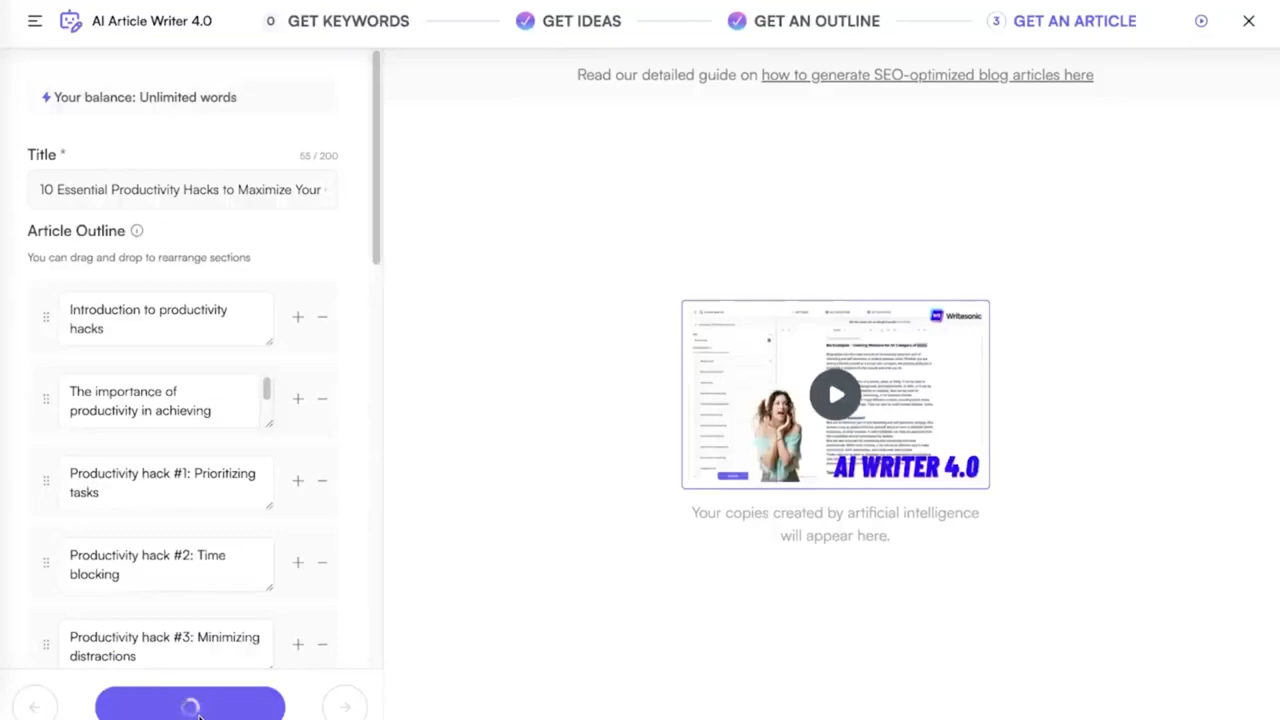 AI Article Writer 4.0
0 GET KEYWORDS
GET IDEAS
GET AN OUTLINE
3 GET AN ARTICLE
Your balance: Unlimited words
Read our detailed guide on how to generate SEO-optimized blog articles here
Title *
55 / 200
10 Essential Productivity Hacks to Maximize Your
Article Outline
You can drag and drop to rearrange sections
Introduction to productivity
hacks
The importance of
productivity in achieving
Productivity hack #1: Prioritizing
tasks
Productivity hack #2: Time
blocking
Productivity hack #3: Minimizing
distractions
Writesonic
AI WRITER 4.0
Your copies created by artificial intelligence
will appear here.